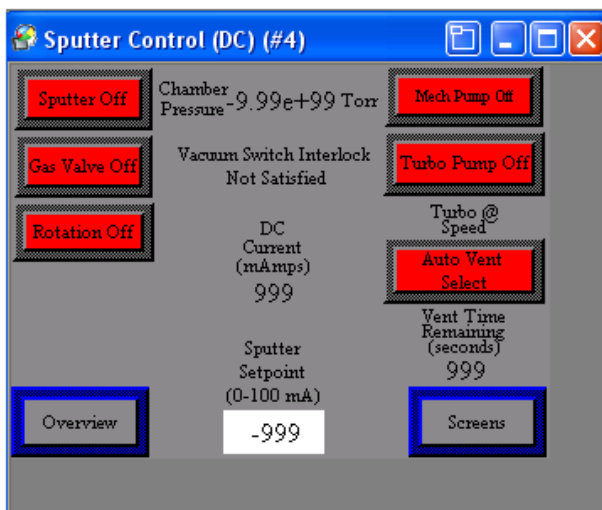 Sputter Control (DC) (#4)
Sputter Off
Chamber
Pressure -9.99e+99 Torr
Mech Pump Off
Gas Valve Off
Vacuum Switch Interlock
Not Satisfied
Turbo Pump Off
Rotation Off
Turbo @
Speed
DC
Current
(mAmps)
999
Auto Vent
Select
Vent Time
Remaining
(seconds)
999
Sputter
Setpoint
(0-100 mA)
-999
Overview
Screens